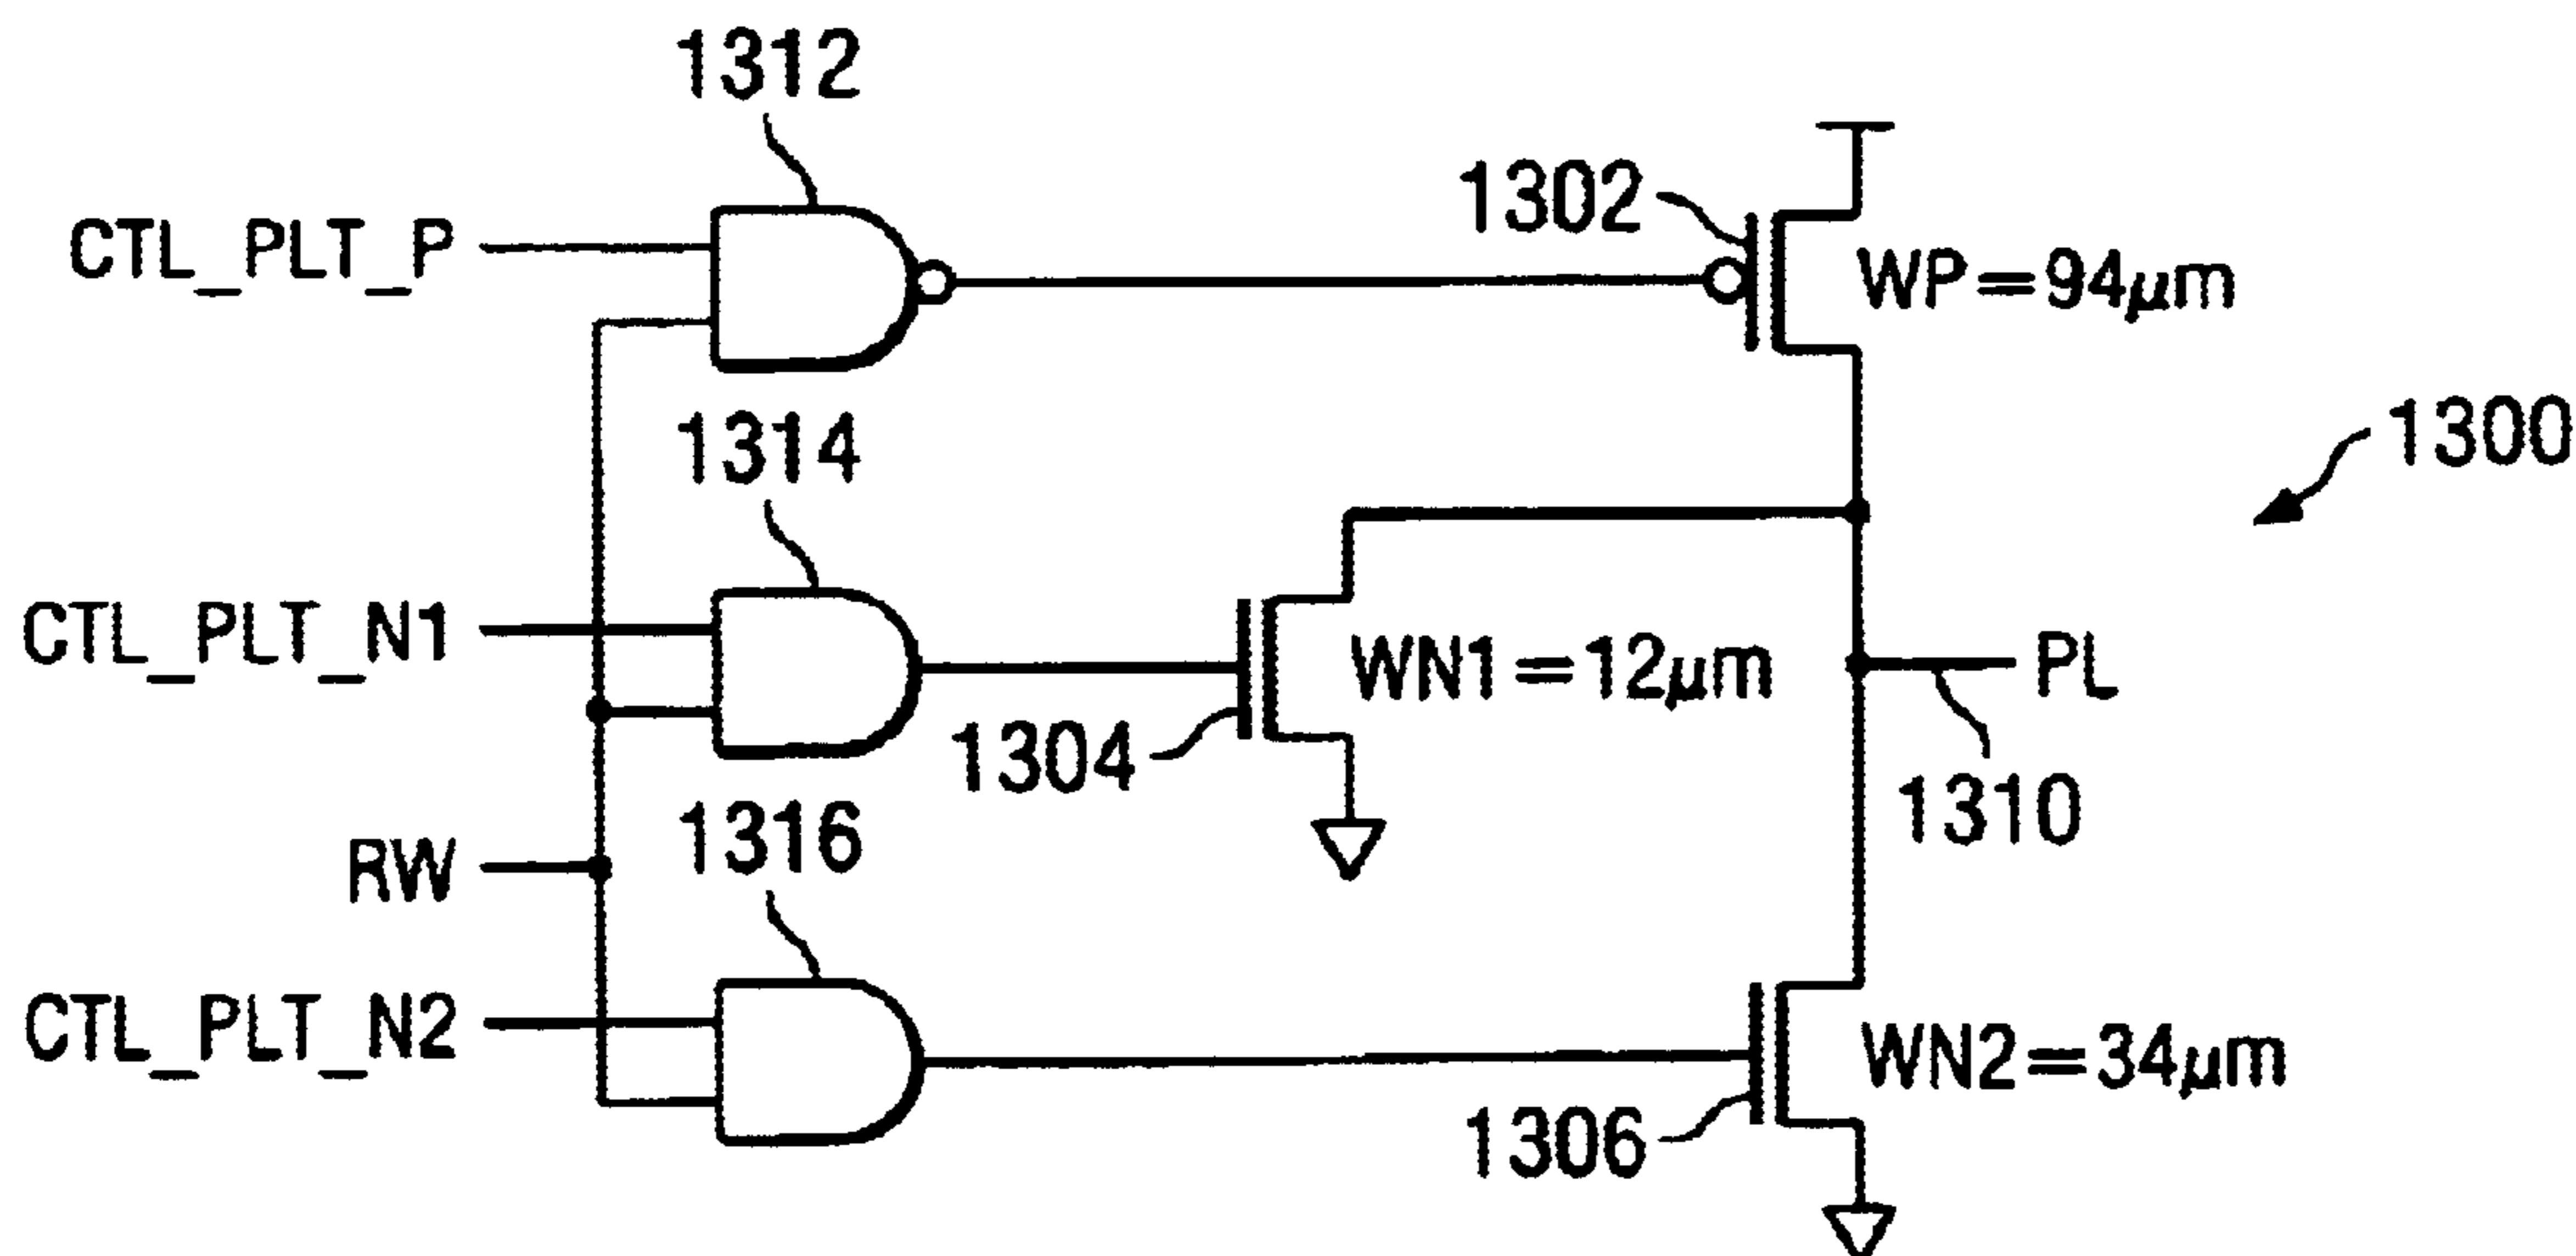 1312
1302
CTL_PLT_P
WP=94µm
1300
1314
CTL_PLT_N1
WN1=12µm
PL
1304
1310
1316
RW
CTL_PLT_N2
WN2=34µm
1306